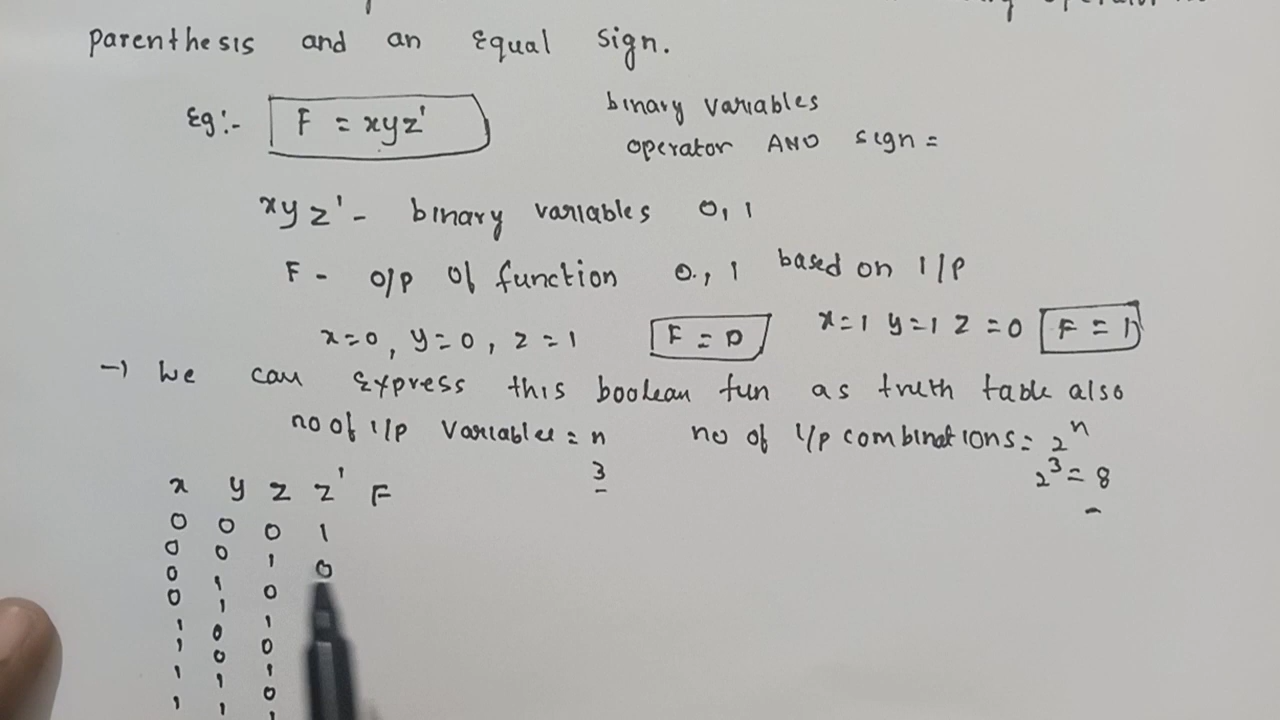 parenthesis and an equal sign.
Eg:- F = xyz' binary variables
operator AND sign =
xyz' - binary variables 0, 1
F - O/P of function 0, 1 based on I/P
x=0, y=0, z=1 F = 0 x=1 y=1 z=0 F = 1
→ We can express this boolean fun as truth table also
no of I/P variables = n no of I/P combinations = 2^n
3 2^3 = 8
x y z z' F
0 0 0 1
0 0 1 0
0 1 0
0 1 1
1 0 0
1 0 1
1 1 0
1 1 1